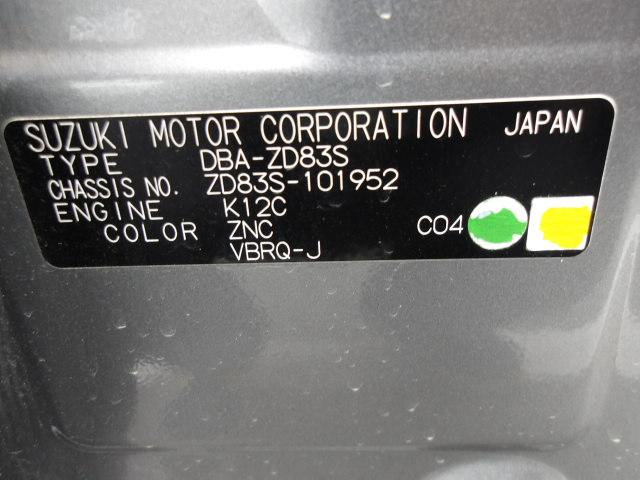 SUZUKI MOTOR CORPORATION JAPAN
TYPE DBA-ZD83S
CHASSIS NO. ZD83S-101952
ENGINE K12C
COLOR ZNC C04
VBRQ-J